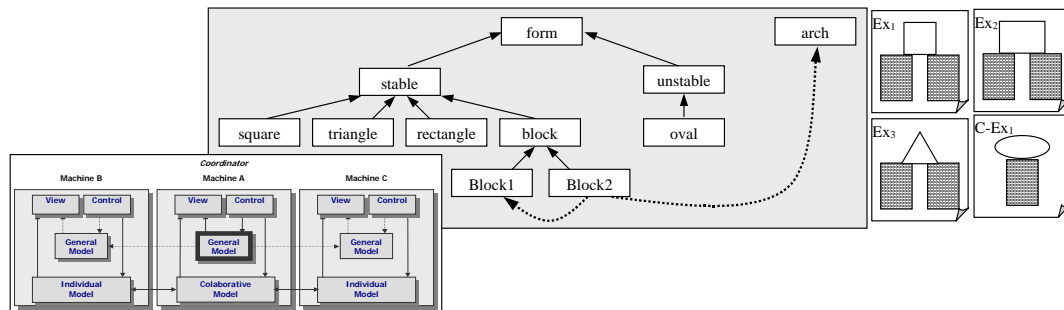 form
arch
stable
unstable
square
triangle
rectangle
block
oval
Block1
Block2
Ex1
Ex2
Ex3
C-Ex1
Coordinator
Machine B
Machine A
Machine C
View
Control
View
Control
View
Control
General
Model
General
Model
General
Model
Individual
Model
Colaborative
Model
Individual
Model